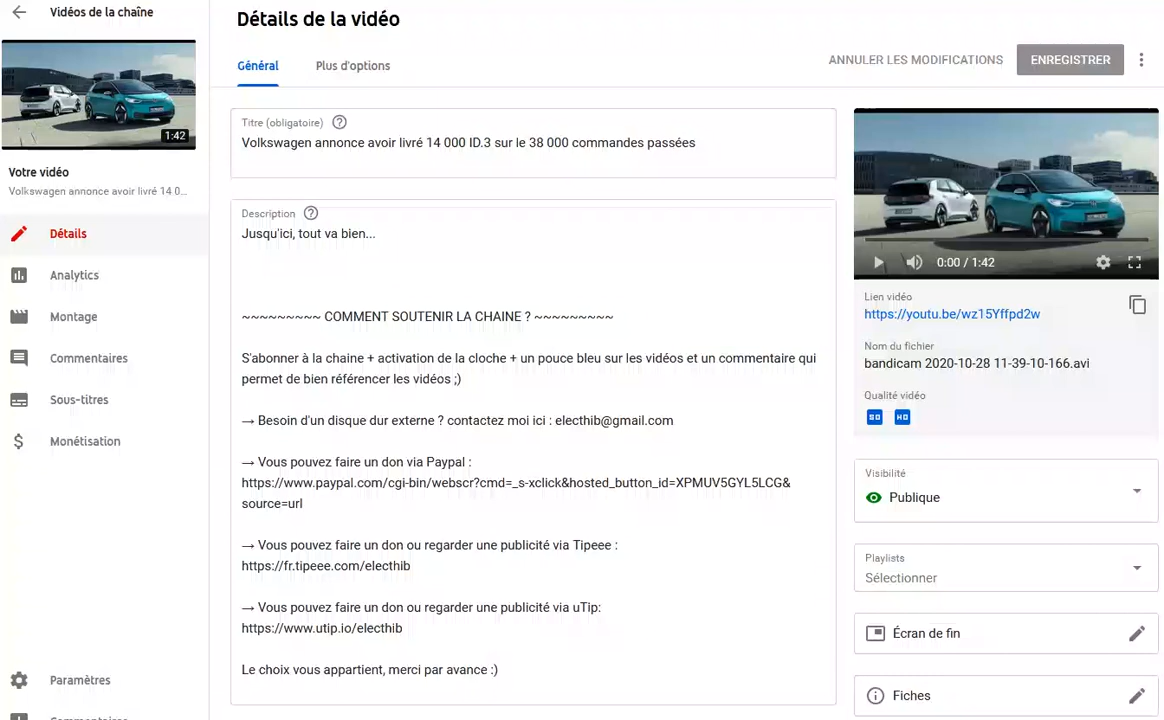 Vidéos de la chaîne
1:42
Votre vidéo
Volkswagen annonce avoir livré 14 0...
Détails
Analytics
Montage
Commentaires
Sous-titres
Monétisation
Paramètres
Commentaires
Détails de la vidéo
Général
Plus d'options
ANNULER LES MODIFICATIONS
ENREGISTRER
Titre (obligatoire)
Volkswagen annonce avoir livré 14 000 ID.3 sur le 38 000 commandes passées
Description
Jusqu'ici, tout va bien...
~~~~~~~~~ COMMENT SOUTENIR LA CHAINE ? ~~~~~~~~~
S'abonner à la chaine + activation de la cloche + un pouce bleu sur les vidéos et un commentaire qui
permet de bien référencer les vidéos ;)
→ Besoin d'un disque dur externe ? contactez moi ici : electhib@gmail.com
→ Vous pouvez faire un don via Paypal :
https://www.paypal.com/cgi-bin/webscr?cmd=_s-xclick&hosted_button_id=XPMUV5GYL5LCG&
source=url
→ Vous pouvez faire un don ou regarder une publicité via Tipeee :
https://fr.tipeee.com/electhib
→ Vous pouvez faire un don ou regarder une publicité via uTip:
https://www.utip.io/electhib
Le choix vous appartient, merci par avance :)
0:00 / 1:42
Lien vidéo
https://youtu.be/wz15Yffpd2w
Nom du fichier
bandicam 2020-10-28 11-39-10-166.avi
Qualité vidéo
SD HD
Visibilité
Publique
Playlists
Sélectionner
Écran de fin
Fiches